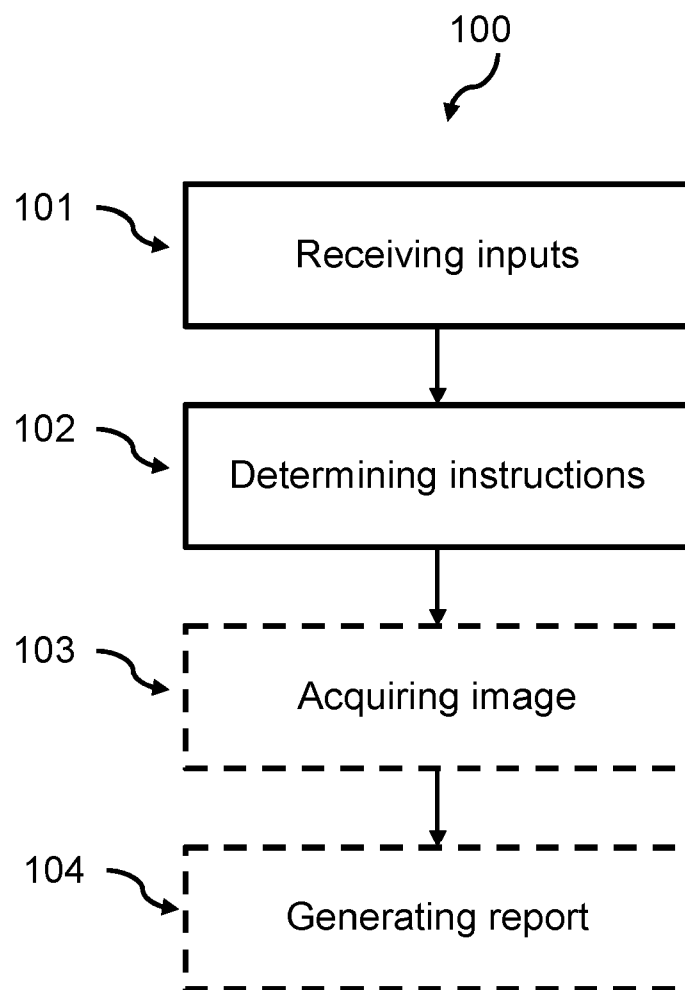 100
101
Receiving inputs
102
Determining instructions
103
Acquiring image
104
Generating report